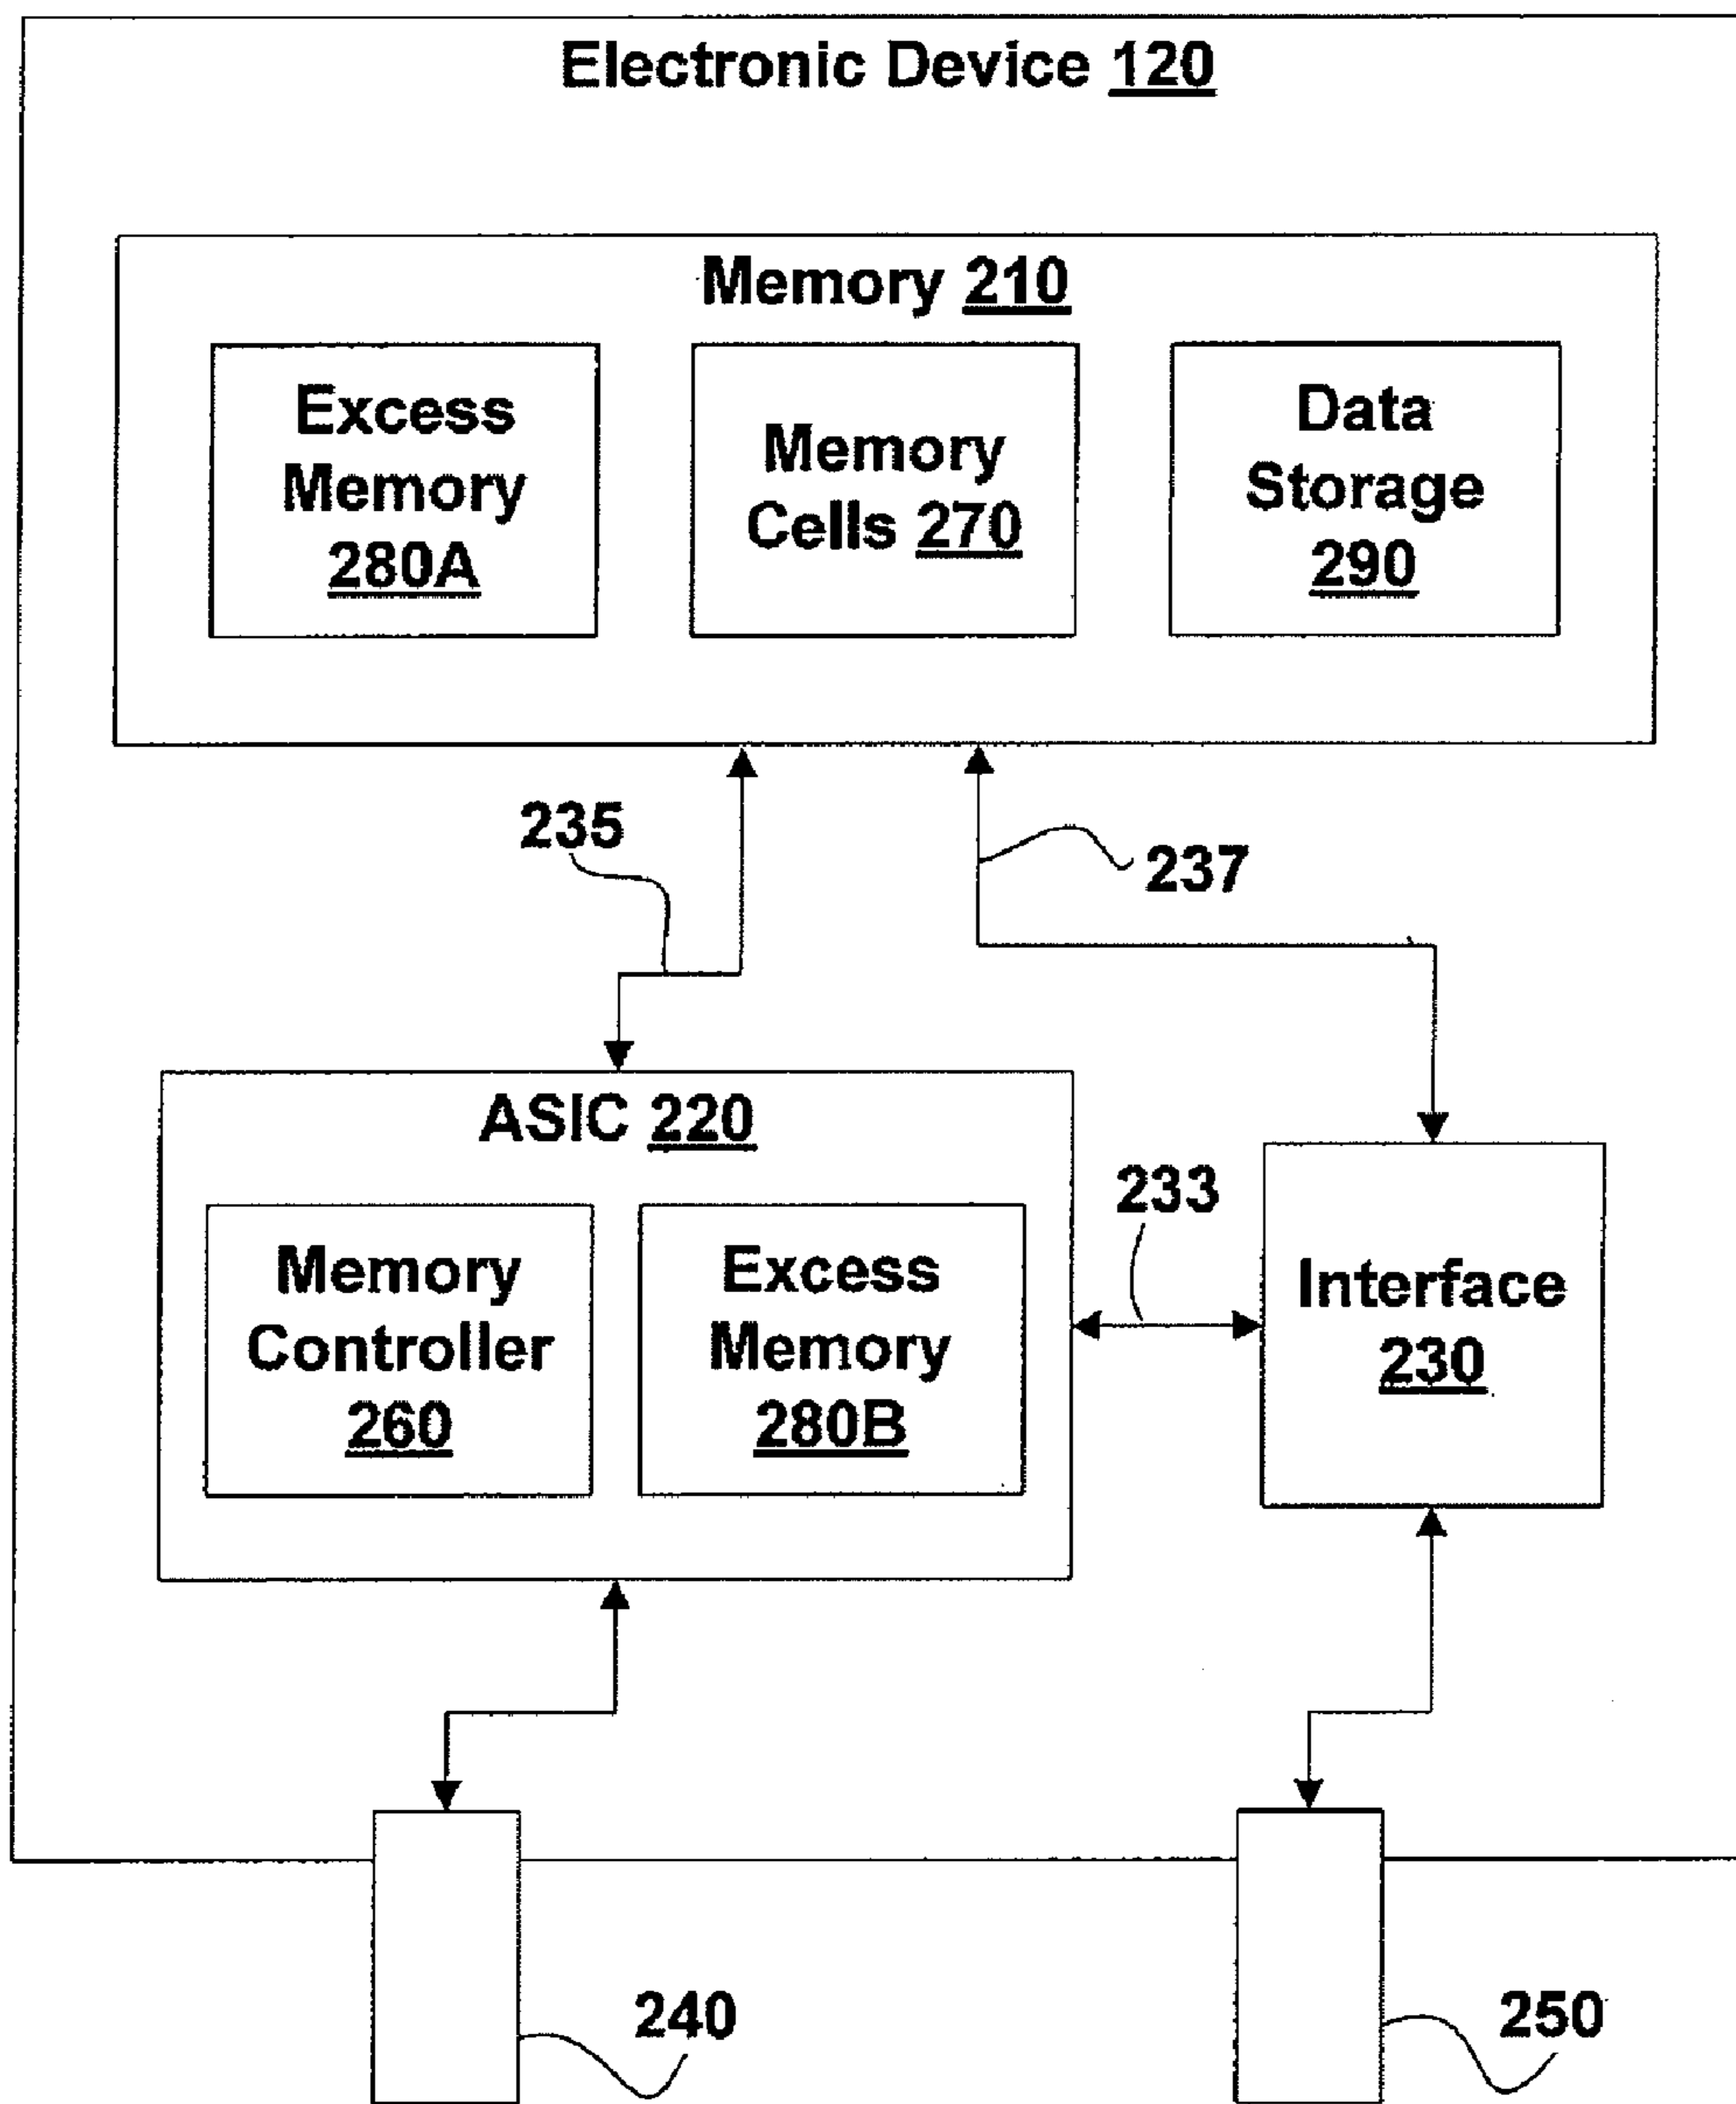 Electronic Device 120
Memory 210
Excess
Memory
280A
Memory
Cells 270
Data
Storage
290
235
237
ASIC 220
233
Memory
Controller
260
Excess
Memory
280B
Interface
230
240
250